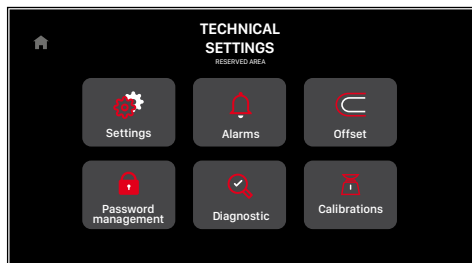 TECHNICAL
SETTINGS
RESERVED AREA
Settings
Alarms
Offset
Password
management
Diagnostic
Calibrations